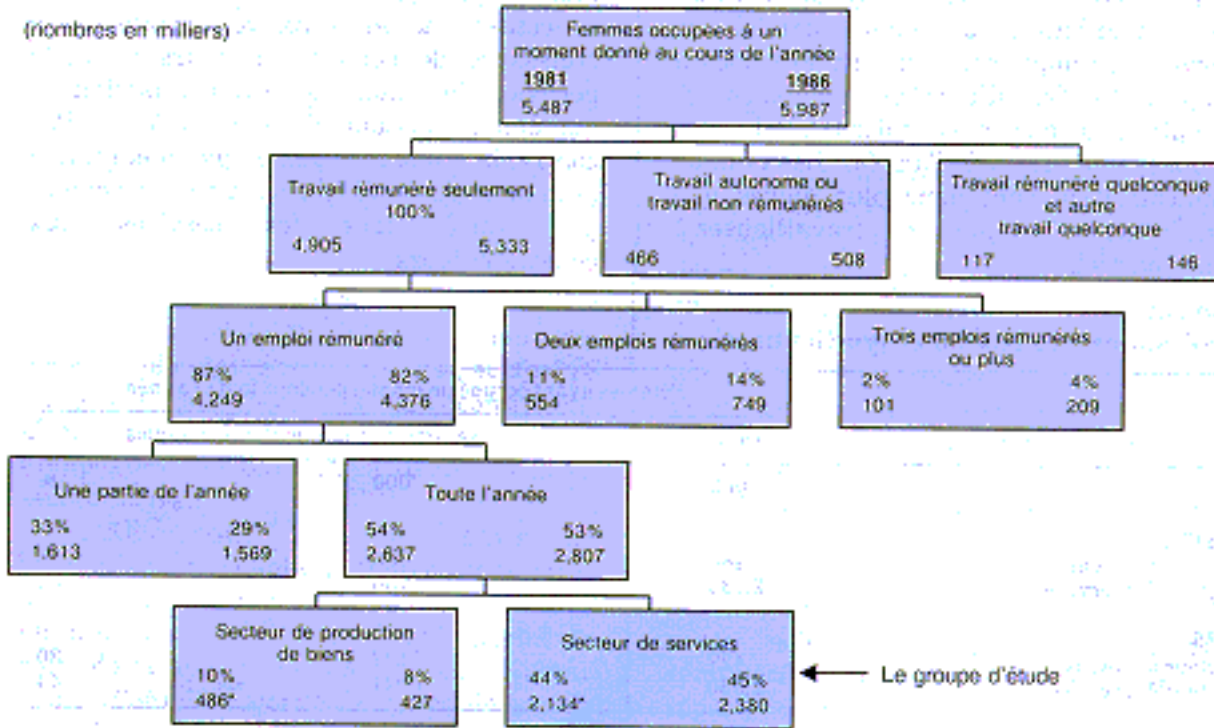 (nombres en milliers)
Femmes occupées à un
moment donné au cours de l'année
1981 1986
5,487 5,987
Travail rémunéré seulement
100%
4,905 5,333
Travail autonome ou
travail non rémunérés
466 508
Travail rémunéré quelconque
et autre
travail quelconque
117 146
Un emploi rémunéré
87% 82%
4,249 4,376
Deux emplois rémunérés
11% 14%
554 749
Trois emplois rémunérés
ou plus
2% 4%
101 209
Une partie de l'année
33% 29%
1,613 1,569
Toute l'année
54% 53%
2,637 2,807
Secteur de production
de biens
10% 8%
486* 427
Secteur de services
44% 45%
2,134* 2,380
Le groupe d'étude